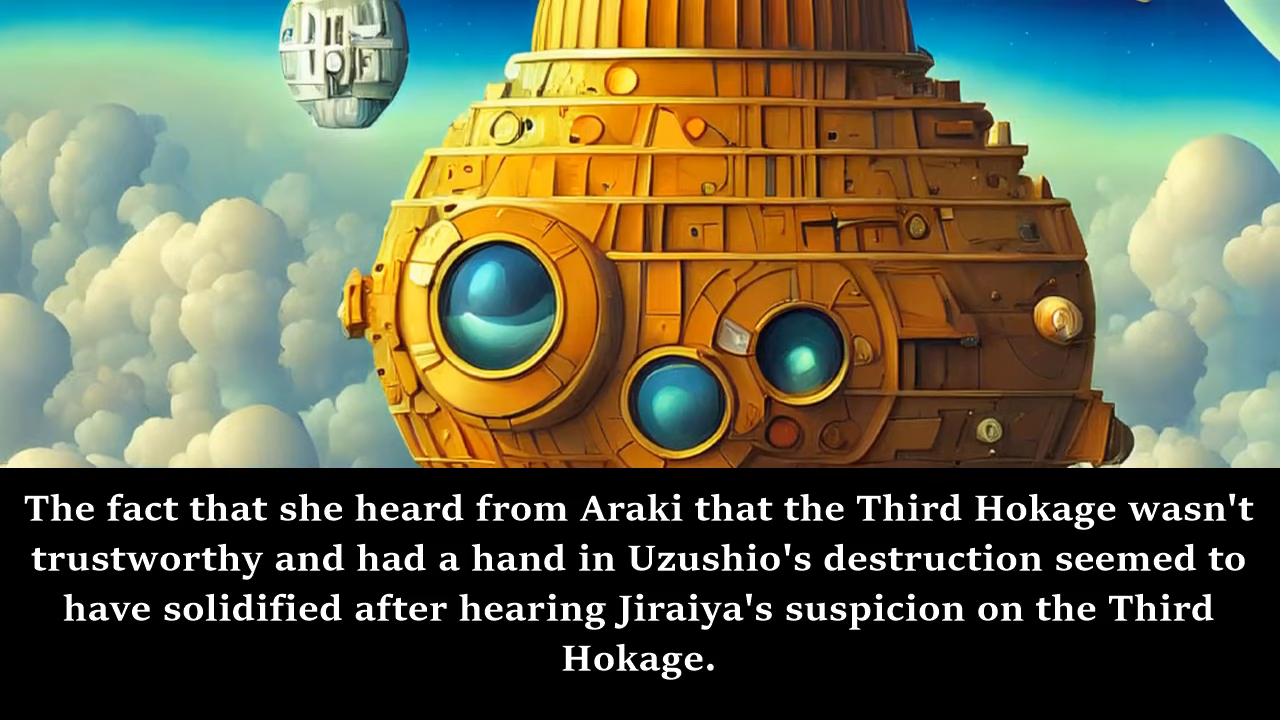 The fact that she heard from Araki that the Third Hokage wasn't
trustworthy and had a hand in Uzushio's destruction seemed to
have solidified after hearing Jiraiya's suspicion on the Third
Hokage.